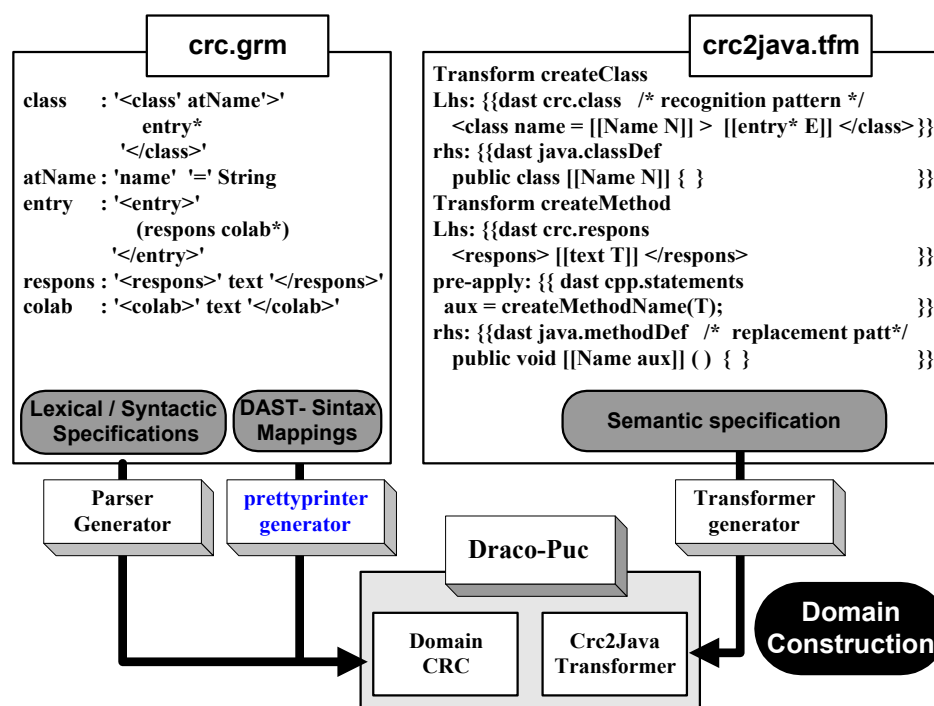 crc.grm
class : '<class' atName'>'
entry*
'</class>'
atName : 'name' '=' String
entry : '<entry>'
(respons colab*)
'</entry>'
respons : '<respons>' text '</respons>'
colab : '<colab>' text '</colab>'
Lexical / Syntactic
Specifications
DAST- Sintax
Mappings
crc2java.tfm
Transform createClass
Lhs: {{dast crc.class /* recognition pattern */
<class name = [[Name N]] > [[entry* E]] </class>}}
rhs: {{dast java.classDef
public class [[Name N]] { } }}
Transform createMethod
Lhs: {{dast crc.respons
<respons> [[text T]] </respons> }}
pre-apply: {{ dast cpp.statements
aux = createMethodName(T); }}
rhs: {{dast java.methodDef /* replacement patt*/
public void [[Name aux]] ( ) { } }}
Semantic specification
Parser
Generator
prettyprinter
generator
Transformer
generator
Draco-Puc
Domain
CRC
Crc2Java
Transformer
Domain
Construction